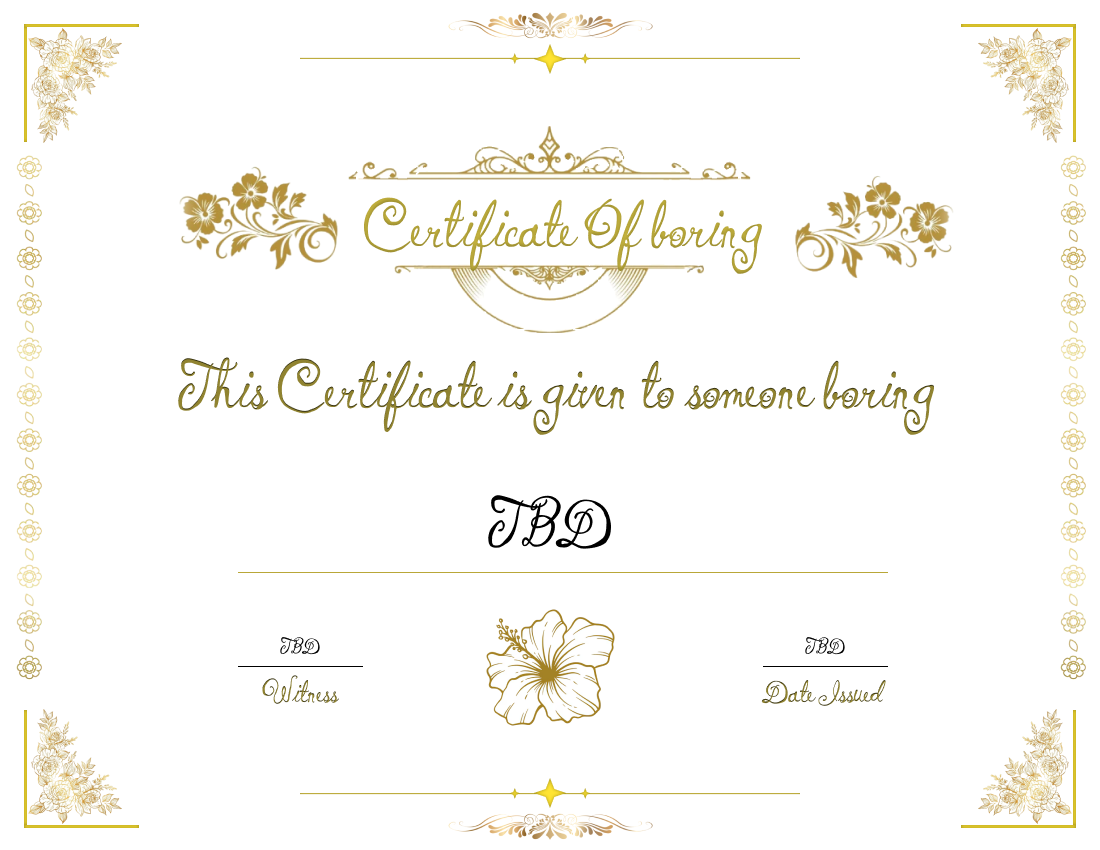 Certificate Of boring
This Certificate is given to someone boring
TBD
TBD
Witness
TBD
Date Issued